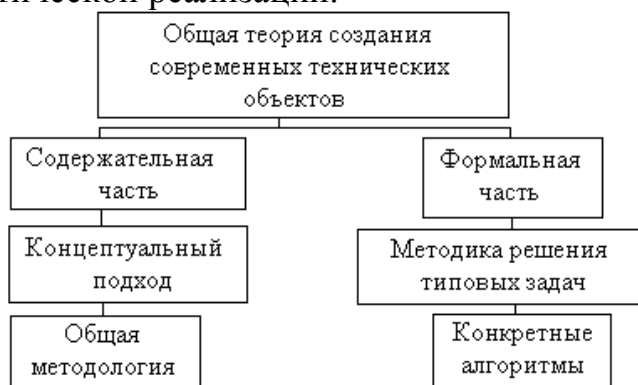 реализации.
Общая теория создания
современных технических
объектов
Содержательная
часть
Формальная
часть
Концептуальный
подход
Методика решения
типовых задач
Общая
методология
Конкретные
алгоритмы